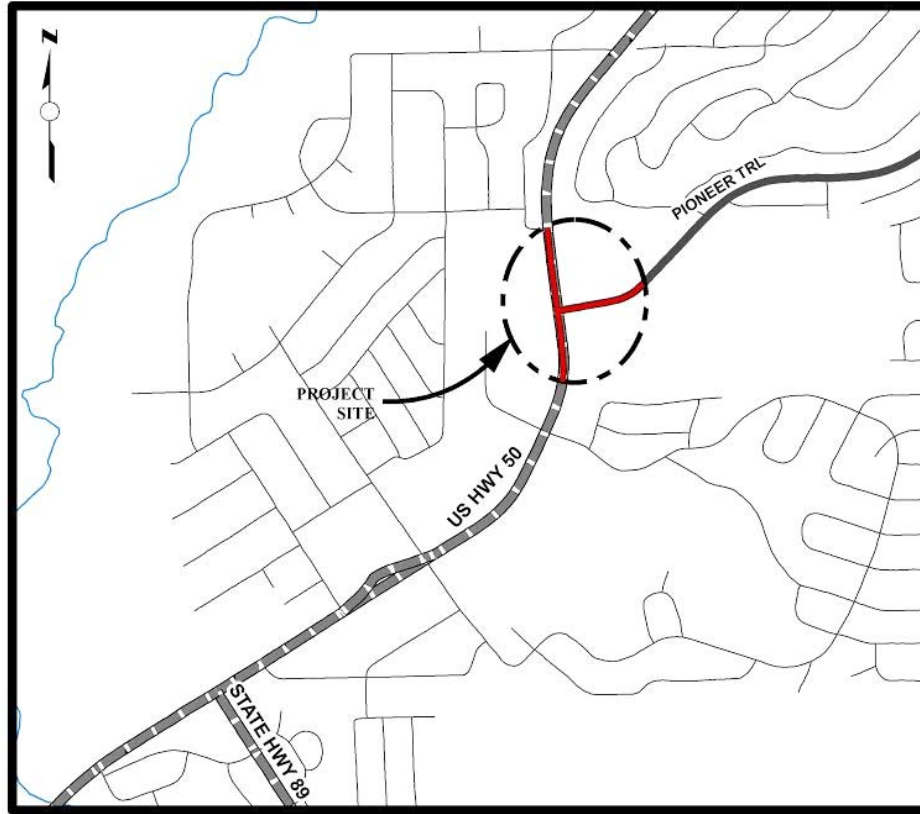 N
PIONEER TRL
PROJECT
SITE
US HWY 50
STATE HWY 89